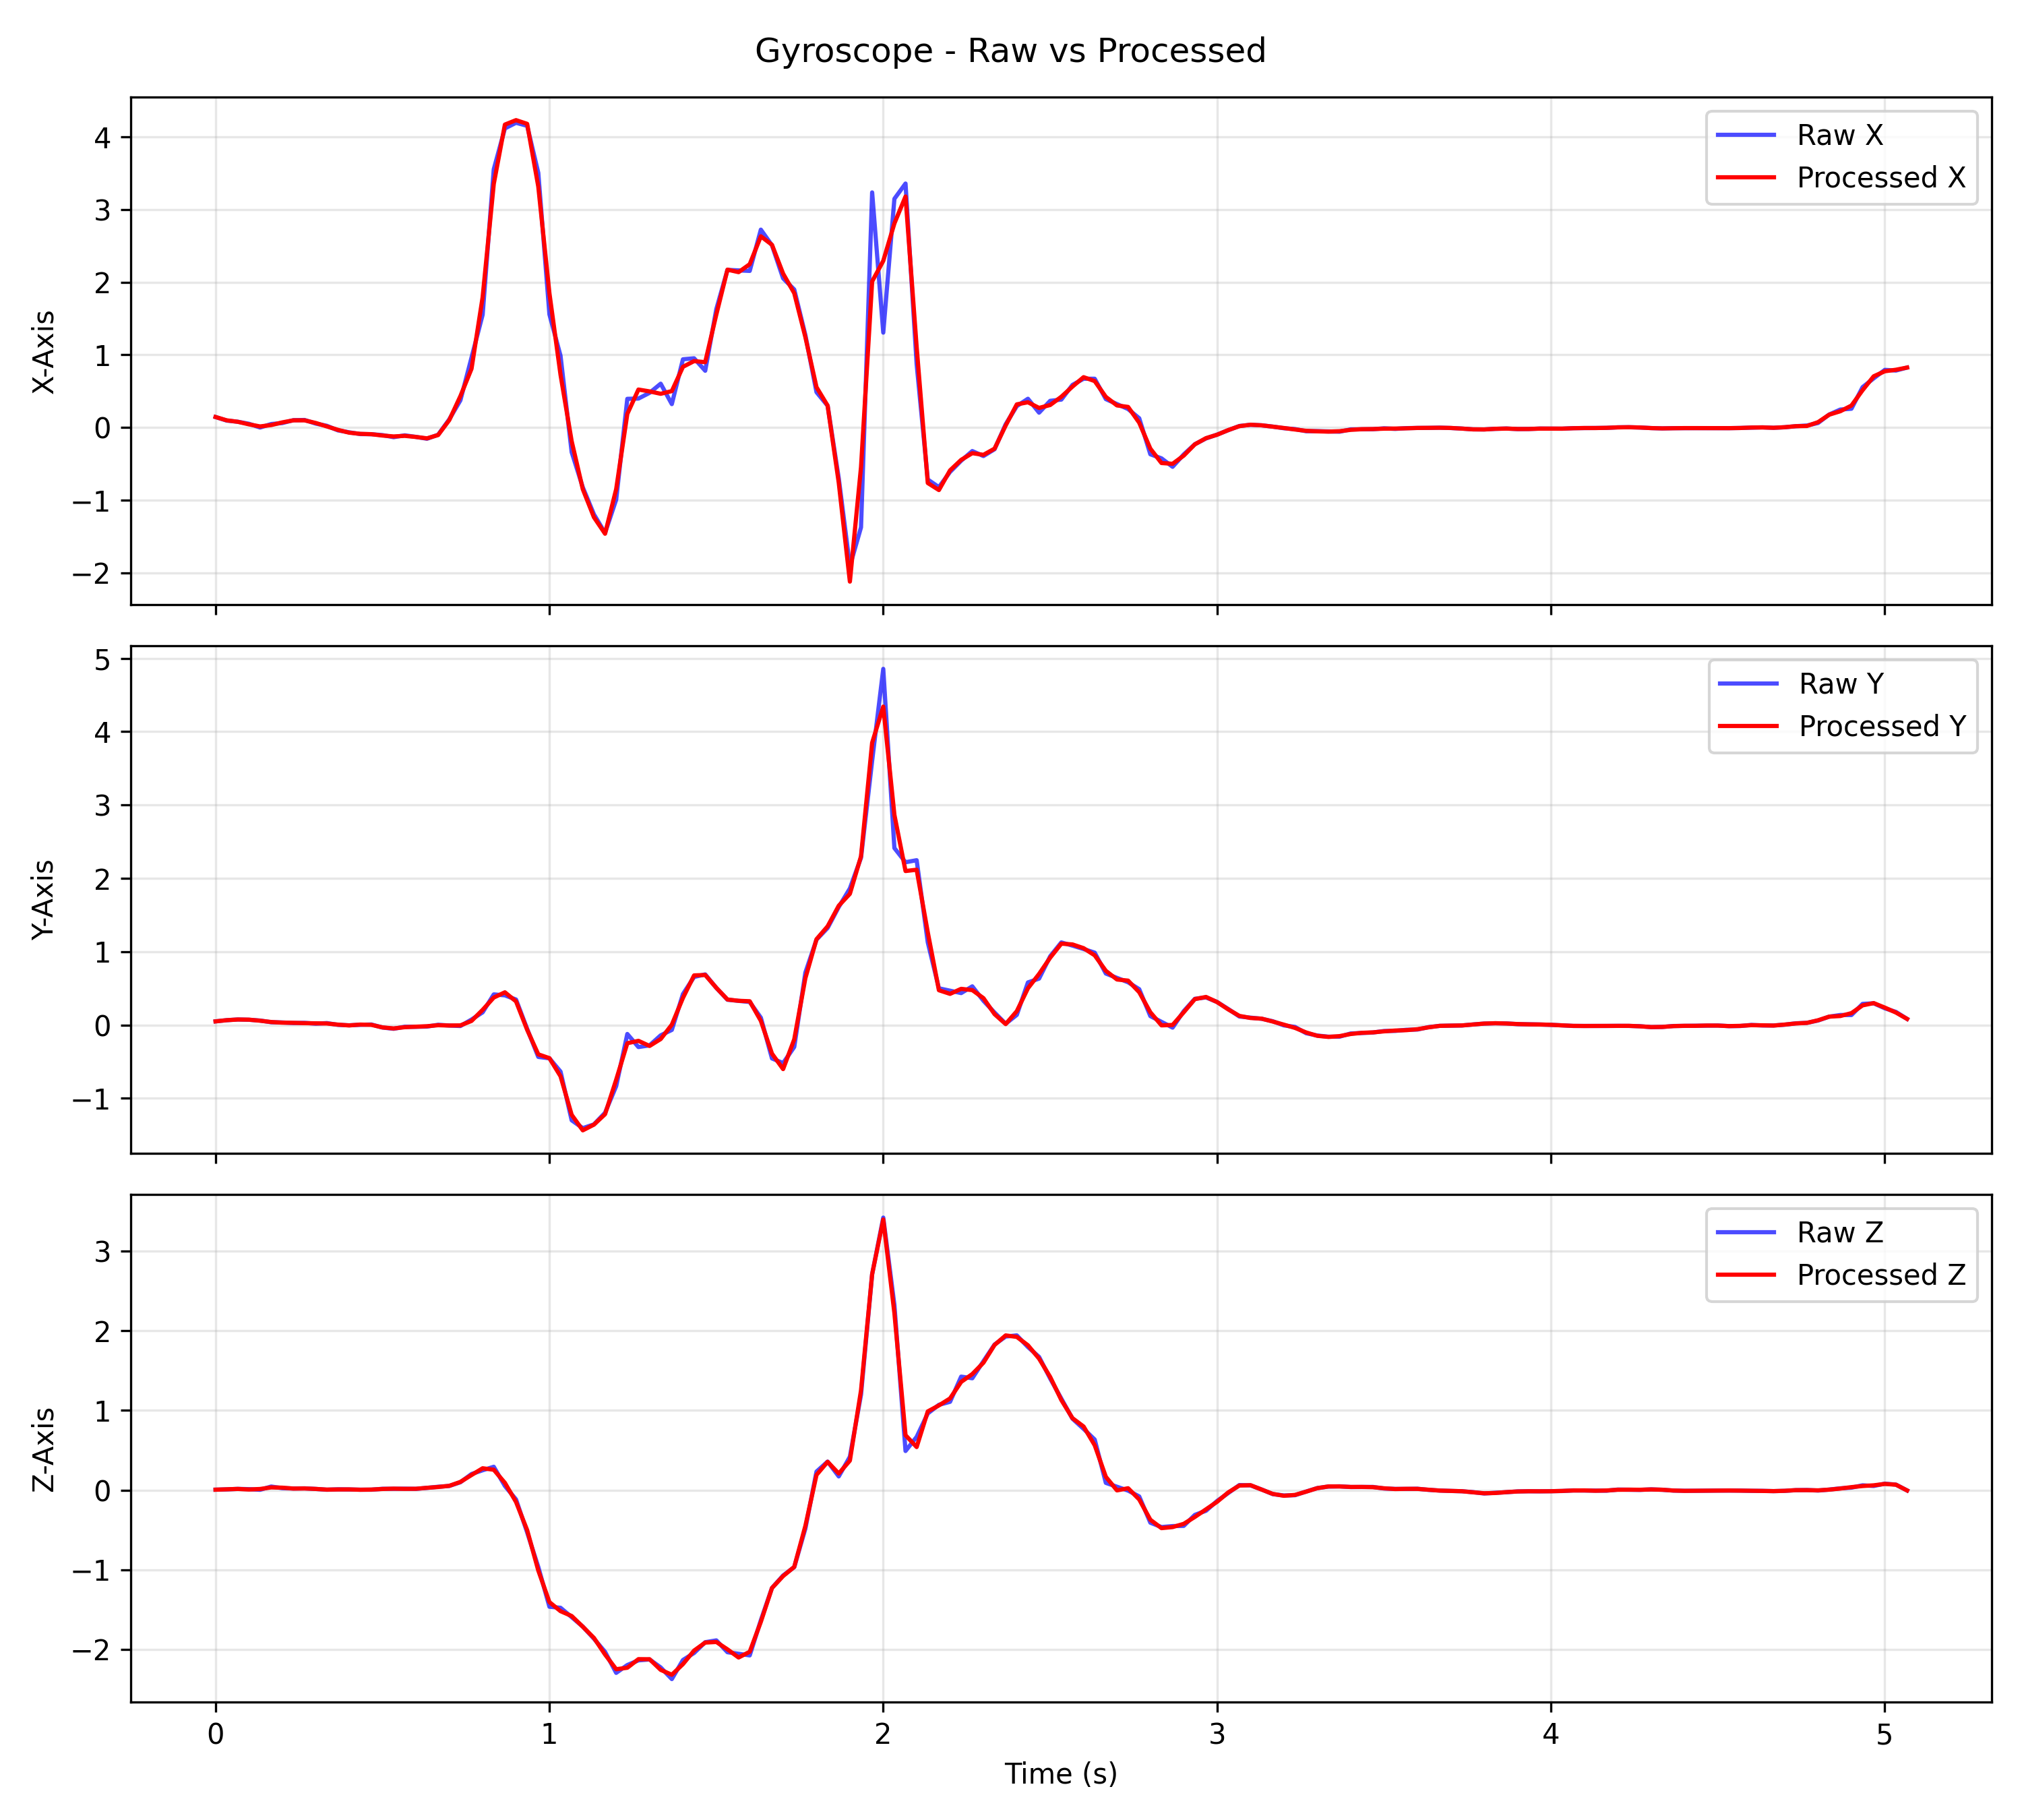 Gyroscope - Raw vs Processed
X-Axis
4
3
2
1
0
−1
−2
Raw X
Processed X
Y-Axis
5
4
3
2
1
0
−1
Raw Y
Processed Y
Z-Axis
3
2
1
0
−1
−2
Raw Z
Processed Z
0 1 2 3 4 5
Time (s)